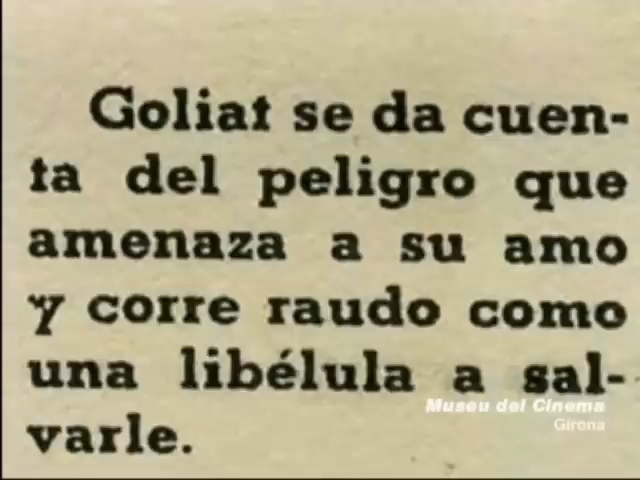 Goliat se da cuen-
ta del peligro que
amenaza a su amo
y corre raudo como
una libélula a sal-
varle.
Museu del Cinema
Girona